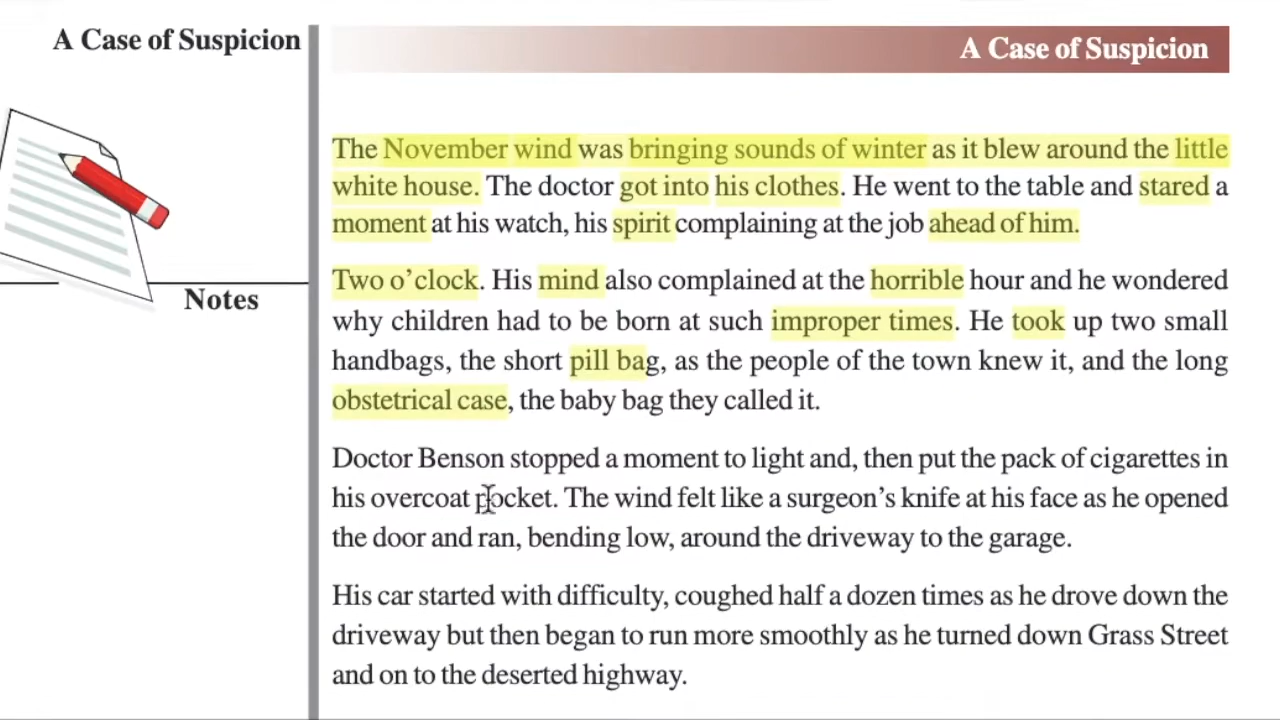 A Case of Suspicion
A Case of Suspicion
Notes
The November wind was bringing sounds of winter as it blew around the little
white house. The doctor got into his clothes. He went to the table and stared a
moment at his watch, his spirit complaining at the job ahead of him.
Two o’clock. His mind also complained at the horrible hour and he wondered
why children had to be born at such improper times. He took up two small
handbags, the short pill bag, as the people of the town knew it, and the long
obstetrical case, the baby bag they called it.
Doctor Benson stopped a moment to light and, then put the pack of cigarettes in
his overcoat pocket. The wind felt like a surgeon’s knife at his face as he opened
the door and ran, bending low, around the driveway to the garage.
His car started with difficulty, coughed half a dozen times as he drove down the
driveway but then began to run more smoothly as he turned down Grass Street
and on to the deserted highway.